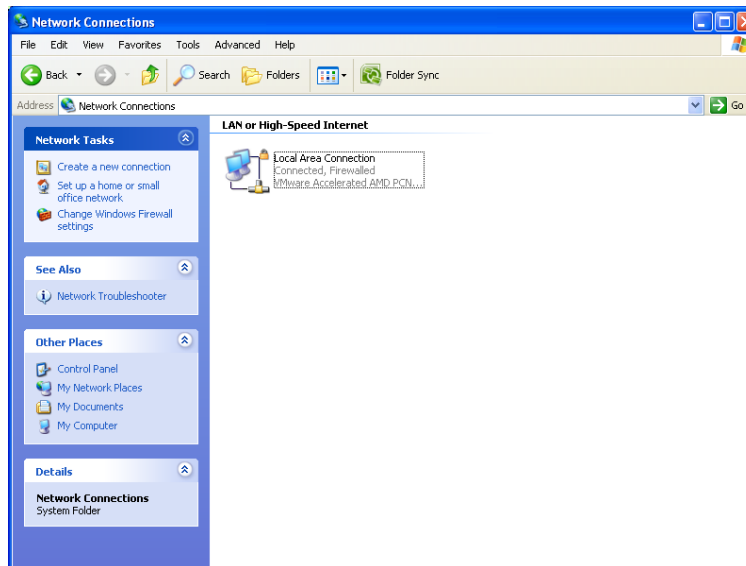 Network Connections
File Edit View Favorites Tools Advanced Help
Back Search Folders Folder Sync
Address Network Connections Go
Network Tasks
Create a new connection
Set up a home or small
office network
Change Windows Firewall
settings
See Also
Network Troubleshooter
Other Places
Control Panel
My Network Places
My Documents
My Computer
Details
Network Connections
System Folder
LAN or High-Speed Internet
Local Area Connection
Connected, Firewalled
VMware Accelerated AMD PCN...